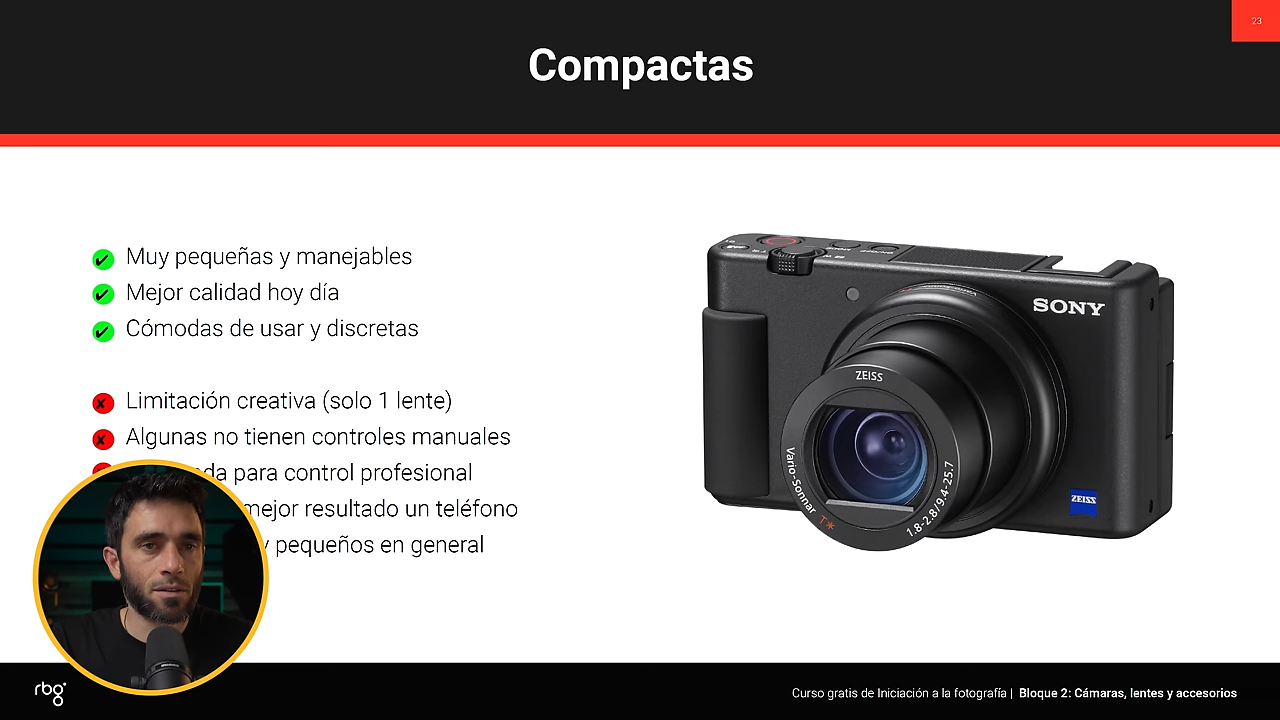 23
Compactas
Muy pequeñas y manejables
Mejor calidad hoy día
Cómodas de usar y discretas
Limitación creativa (solo 1 lente)
Algunas no tienen controles manuales
para control profesional
mejor resultado un teléfono
y pequeños en general
SONY
ZEISS
Vario-Sonnar T* 1.8-2.8/9.4-25.7
ZEISS
rbg
Curso gratis de Iniciación a la fotografía | Bloque 2: Cámaras, lentes y accesorios